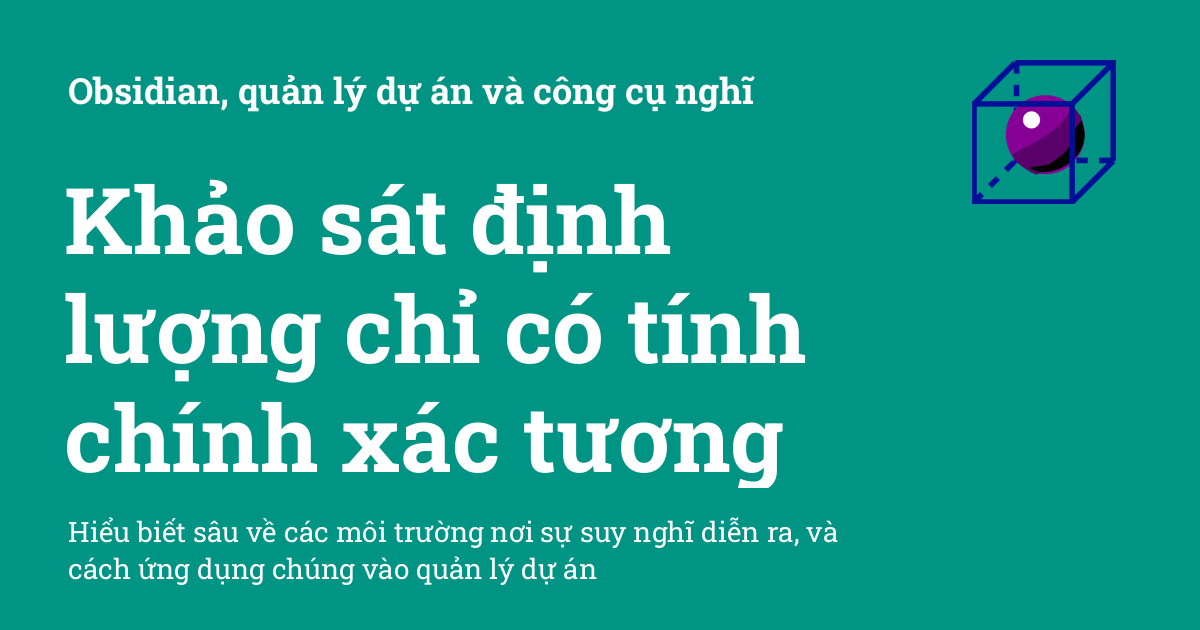 Obsidian, quản lý dự án và công cụ nghĩ
Khảo sát định
lượng chỉ có tính
chính xác tương
Hiểu biết sâu về các môi trường nơi sự suy nghĩ diễn ra, và
cách ứng dụng chúng vào quản lý dự án